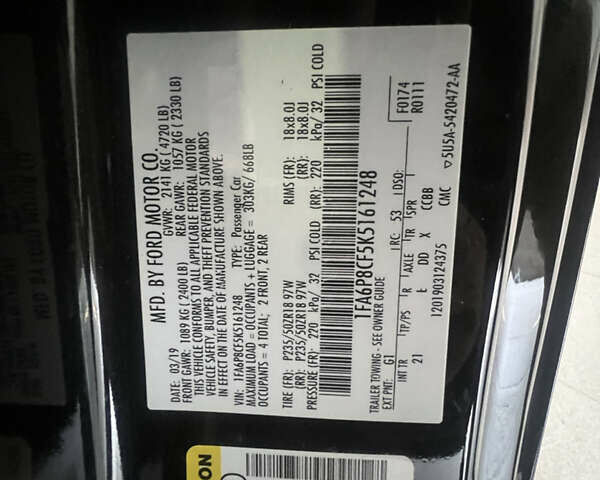 MFD. BY FORD MOTOR CO.
DATE: 03/19 GVWR: 2141 KG ( 4720 LB)
FRONT GAWR: 1089 KG (2400 LB) REAR GAWR: 1057 KG ( 2330 LB)
THIS VEHICLE CONFORMS TO ALL APPLICABLE FEDERAL MOTOR
VEHICLE SAFETY, BUMPER, AND THEFT PREVENTION STANDARDS
IN EFFECT ON THE DATE OF MANUFACTURE SHOWN ABOVE.
VIN: 1FA6P8CF5K5161248 TYPE: Passenger Car
MAXIMUM LOAD = OCCUPANTS + LUGGAGE = 303KG/ 668LB
OCCUPANTS = 4 TOTAL: 2 FRONT, 2 REAR
TIRE (FR): P235/50ZR18 97W RIMS (FR): 18x8.0J
(RR): P235/50ZR18 97W (RR): 18x8.0J
PRESSURE (FR): 220 kPa/ 32 PSI COLD (RR): 220 kPa/ 32 PSI COLD
1FA6P8CF5K5161248
TRAILER TOWING - SEE OWNER GUIDE
F0174
R0111
EXT PNT: G1 RC: 53 DSO:
INT TR TP/PS R AXLE TR SPR
21 E DD X CCBB
1201903124375 CMC
▽5U5A-5420472-AA
ON